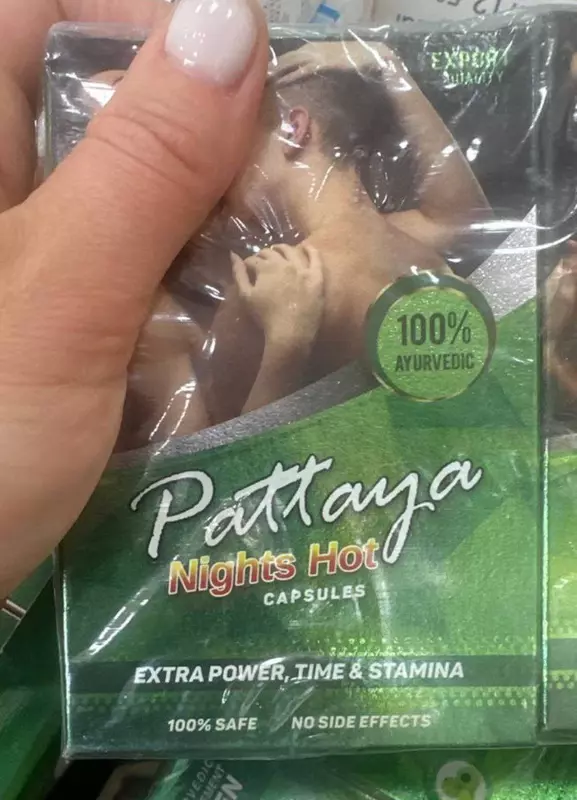 EXPORT
QUALITY
100%
AYURVEDIC
Pattaya
Nights Hot
CAPSULES
EXTRA POWER, TIME & STAMINA
100% SAFE NO SIDE EFFECTS